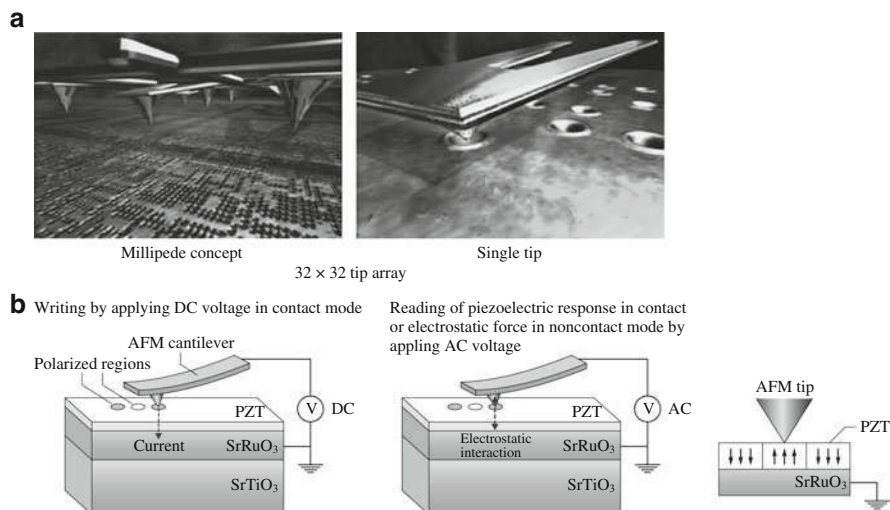 a
Millipede concept
Single tip
32 × 32 tip array
b
Writing by applying DC voltage in contact mode
Reading of piezoelectric response in contact
or electrostatic force in noncontact mode by
appling AC voltage
AFM cantilever
Polarized regions
PZT
V
DC
Current
SrRuO₃
SrTiO₃
PZT
V
AC
Electrostatic
interaction
SrRuO₃
SrTiO₃
AFM tip
PZT
SrRuO₃